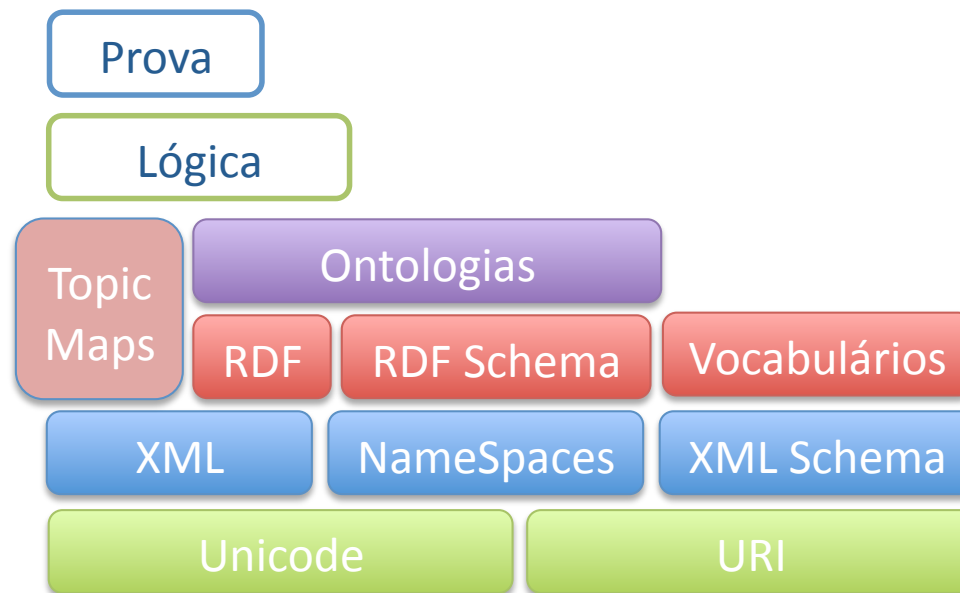 Prova
Lógica
Topic
Maps
Ontologias
RDF
RDF Schema
Vocabulários
XML
NameSpaces
XML Schema
Unicode
URI